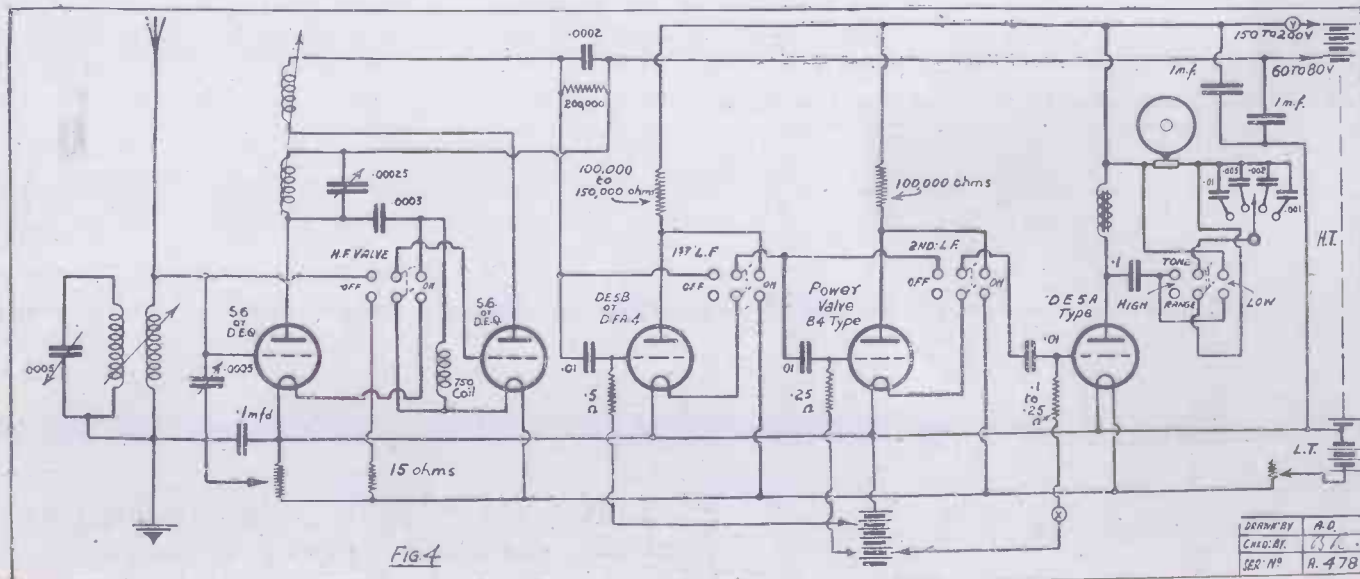 .0002
200,000
150 TO 200V
Y
60 TO 80V
1 m.f.
1 m.f.
.00025
.0003
100,000
to
150,000 ohms
100,000 ohms
.01
.005
.002
.001
H.T.
H.F. VALVE
OFF
ON
1ST L.F.
OFF
ON
2ND. L.F.
OFF
ON
TONE
HIGH
RANGE
LOW
.1
S6
or
D.E.Q
S6
or
D.E.Q.
DE5B
or
DFA4
Power
Valve
B4 Type
DE5A
Type
.0005
.0005
750
Coil
.01
.5
Ω
.01
.25
Ω
.01
.1
to
.25
Ω
.1 mfd
15 ohms
L.T.
X
FIG 4
DRAWN BY A.D.
CHKD. BY.
SER. Nº A.478